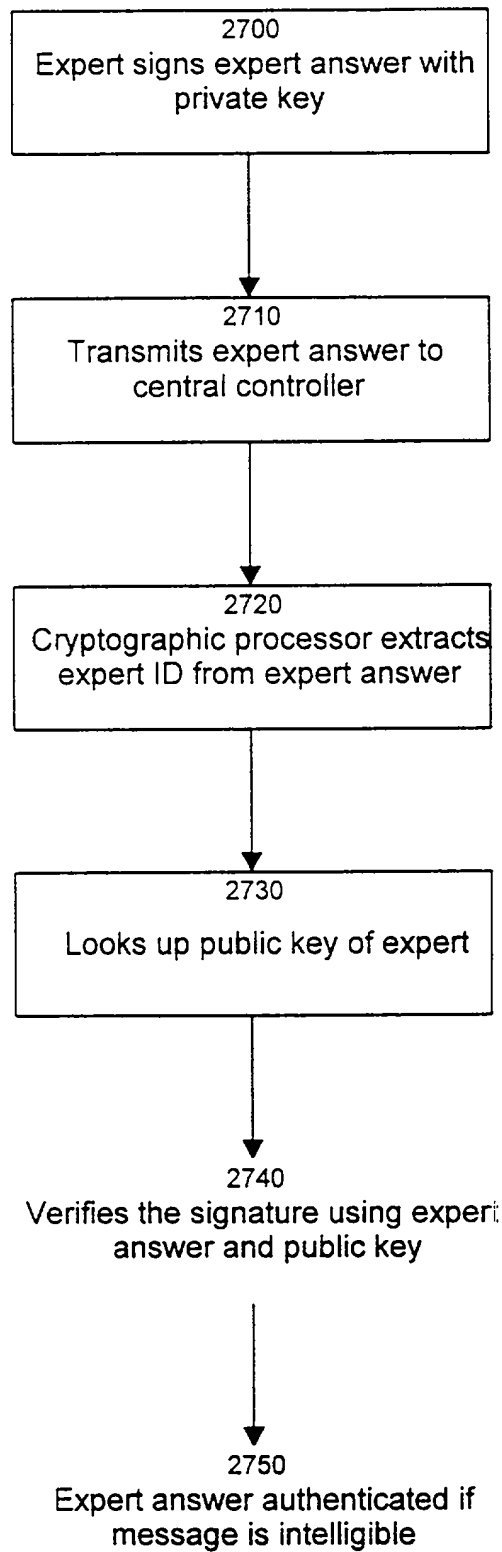 2700
Expert signs expert answer with
private key
2710
Transmits expert answer to
central controller
2720
Cryptographic processor extracts
expert ID from expert answer
2730
Looks up public key of expert
2740
Verifies the signature using expert
answer and public key
2750
Expert answer authenticated if
message is intelligible